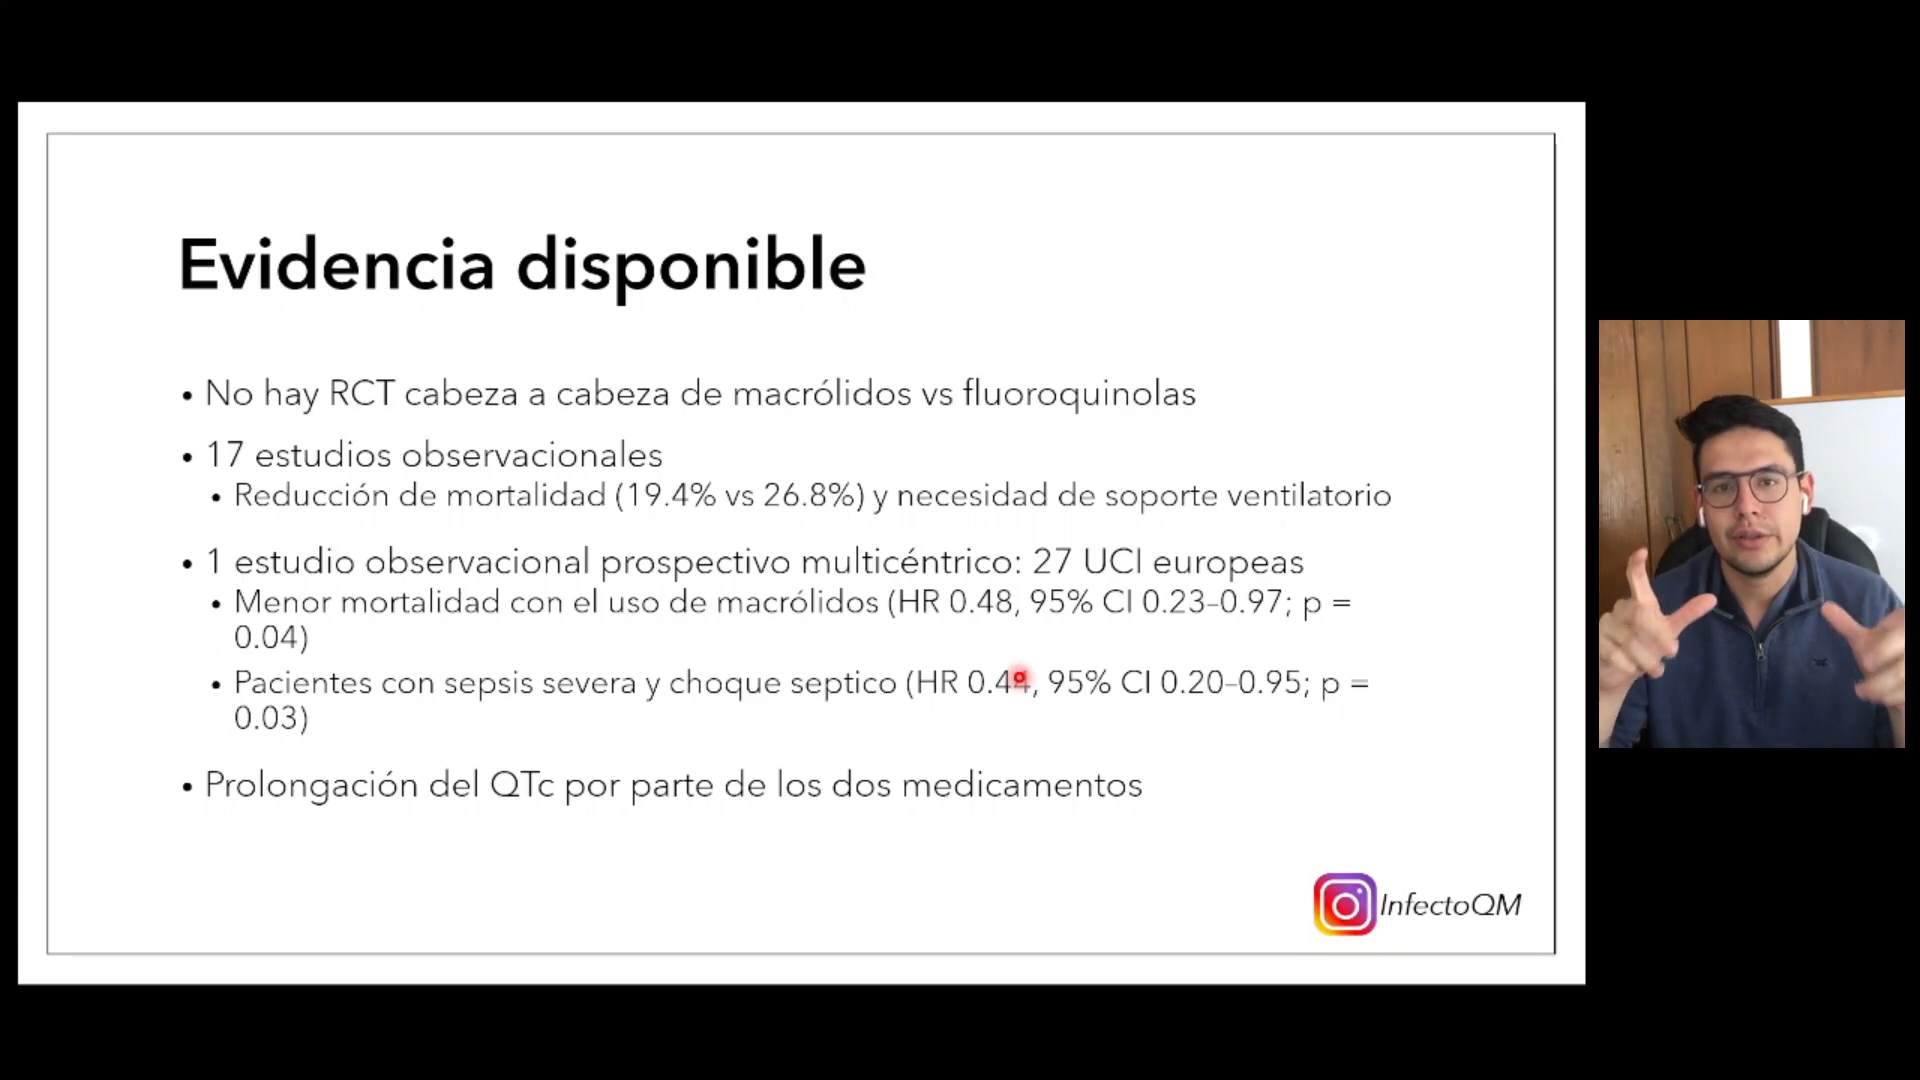 Evidencia disponible
• No hay RCT cabeza a cabeza de macrólidos vs fluoroquinolas
• 17 estudios observacionales
• Reducción de mortalidad (19.4% vs 26.8%) y necesidad de soporte ventilatorio
• 1 estudio observacional prospectivo multicéntrico: 27 UCI europeas
• Menor mortalidad con el uso de macrólidos (HR 0.48, 95% CI 0.23–0.97; p =
0.04)
• Pacientes con sepsis severa y choque septico (HR 0.44, 95% CI 0.20–0.95; p =
0.03)
• Prolongación del QTc por parte de los dos medicamentos
InfectoQM